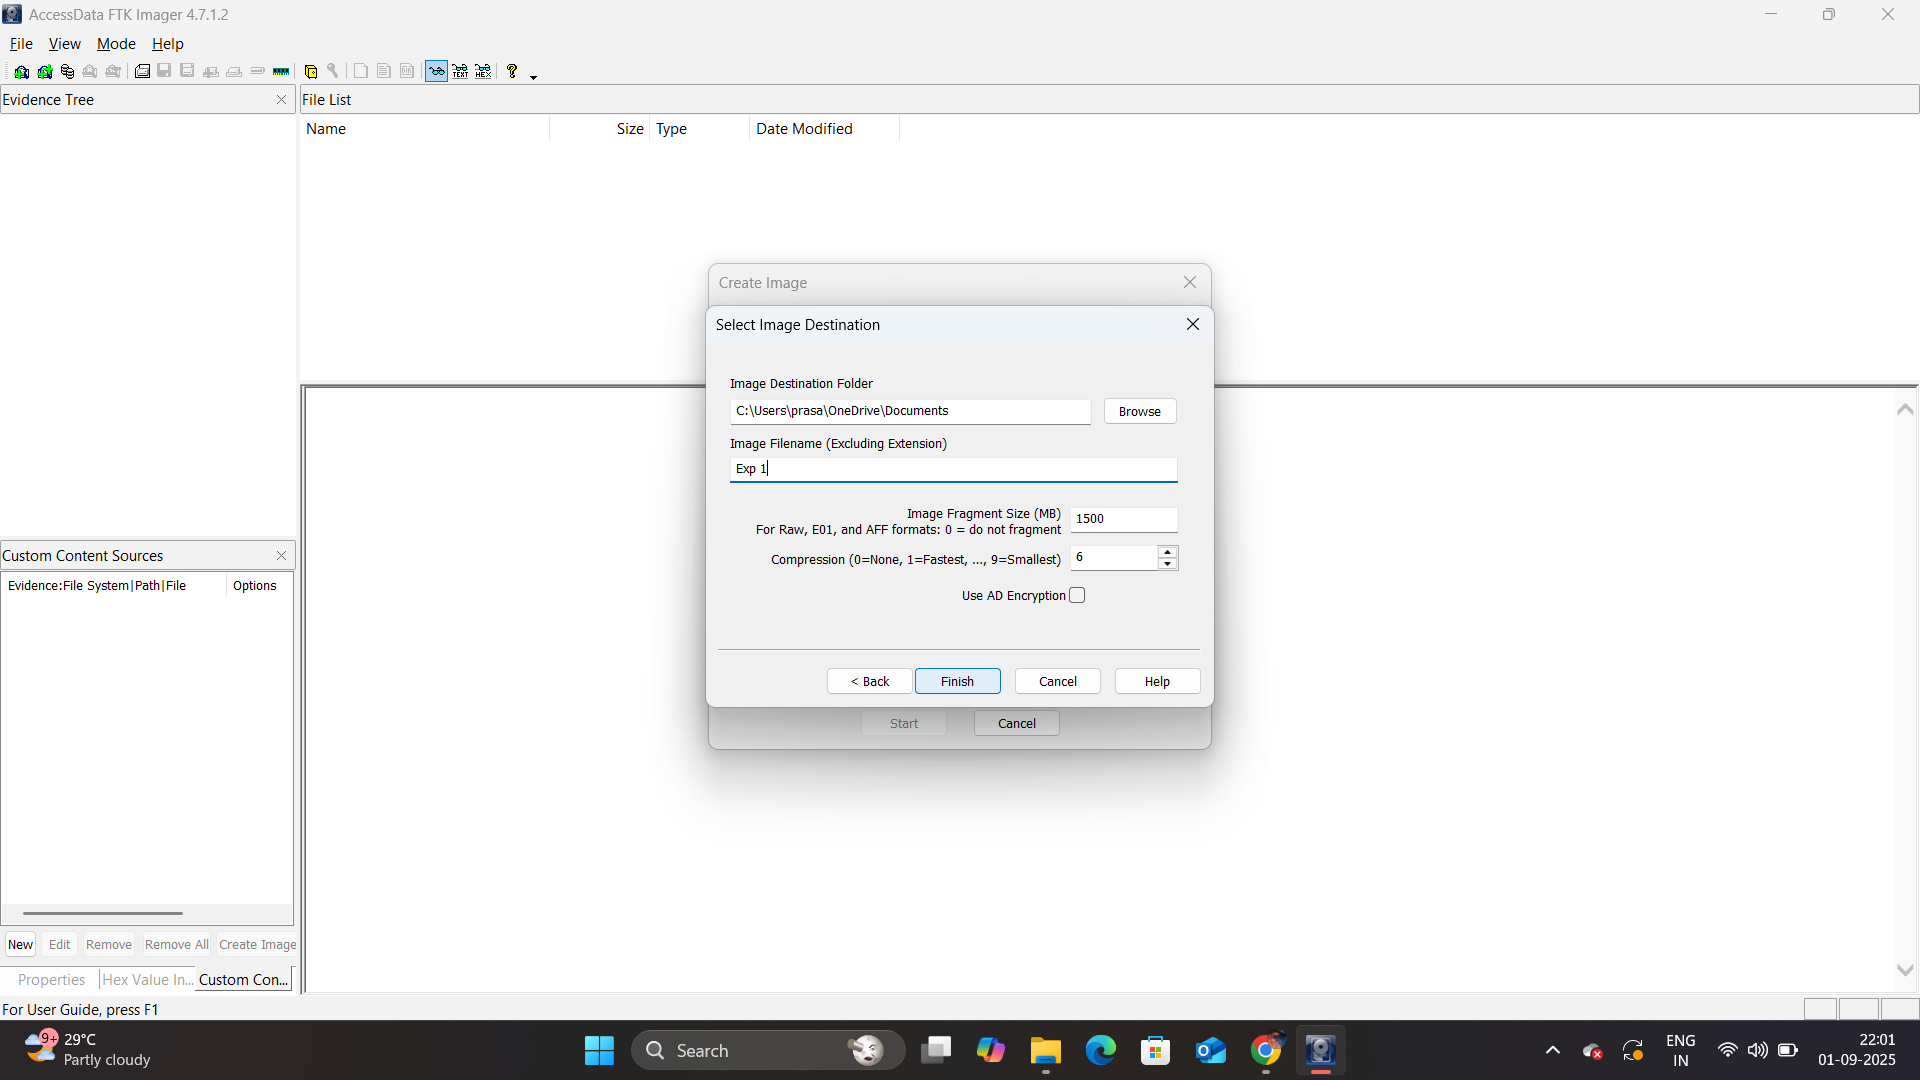 AccessData FTK Imager 4.7.1.2
File View Mode Help
Evidence Tree
File List
Name Size Type Date Modified
Create Image
Select Image Destination
Image Destination Folder
C:\Users\prasa\OneDrive\Documents
Browse
Image Filename (Excluding Extension)
Exp 1
Image Fragment Size (MB)
1500
For Raw, E01, and AFF formats: 0 = do not fragment
Compression (0=None, 1=Fastest, ..., 9=Smallest)
6
Use AD Encryption
< Back
Finish
Cancel
Help
Start
Cancel
Custom Content Sources
Evidence:File System|Path|File Options
New Edit Remove Remove All Create Image
Properties Hex Value In... Custom Con...
For User Guide, press F1
9+
29°C
Partly cloudy
Search
ENG
IN
22:01
01-09-2025